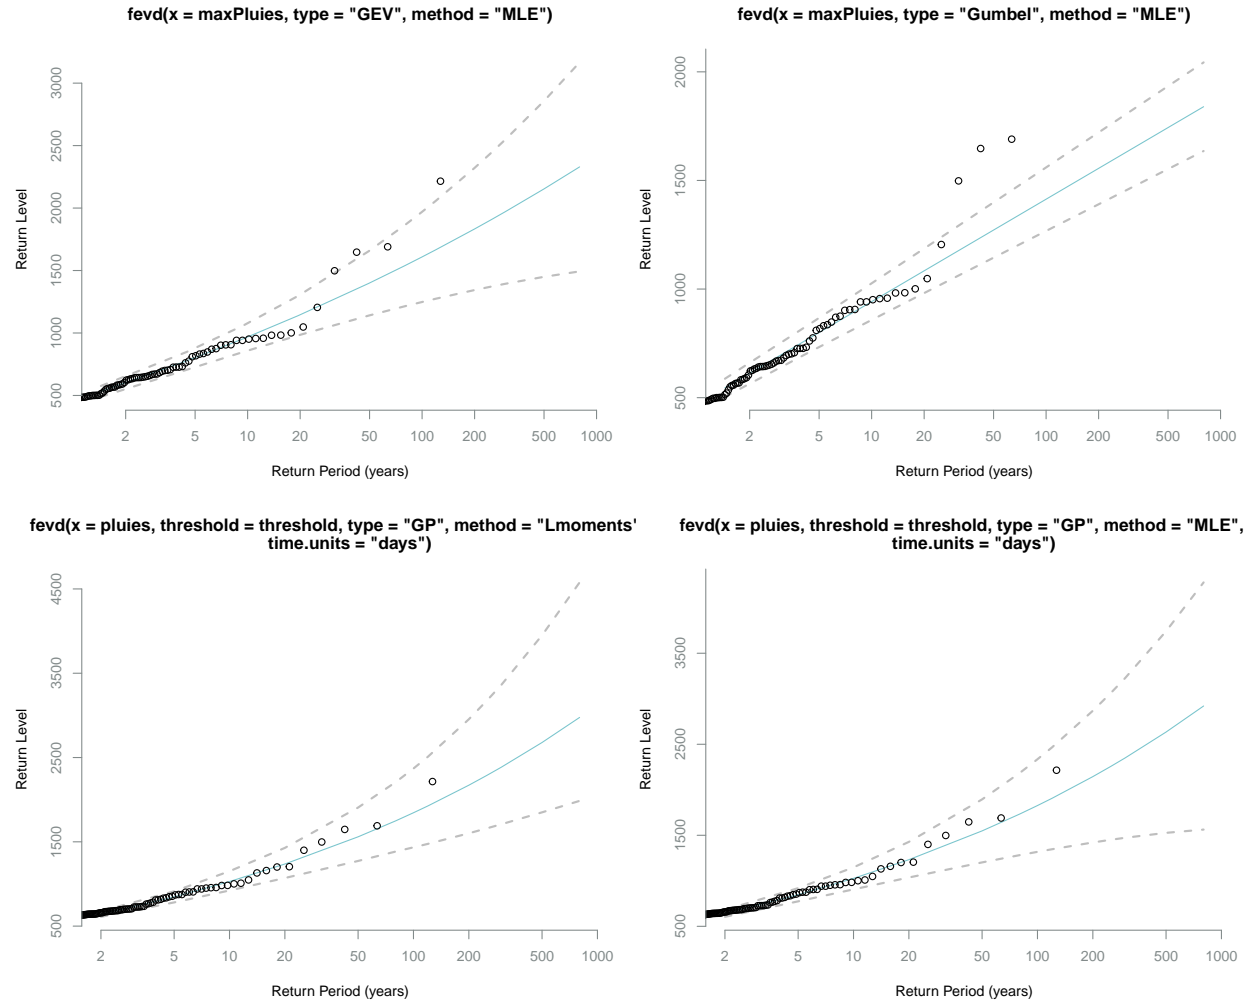 fevd(x = maxPluies, type = "GEV", method = "MLE")
3000
2500
2000
1500
1000
500
Return Level
2 5 10 20 50 100 200 500 1000
Return Period (years)
fevd(x = maxPluies, type = "Gumbel", method = "MLE")
2000
1500
1000
500
Return Level
2 5 10 20 50 100 200 500 1000
Return Period (years)
fevd(x = pluies, threshold = threshold, type = "GP", method = "Lmoments'
time.units = "days")
4500
3500
2500
1500
500
Return Level
2 5 10 20 50 100 200 500 1000
Return Period (years)
fevd(x = pluies, threshold = threshold, type = "GP", method = "MLE",
time.units = "days")
3500
2500
1500
500
Return Level
2 5 10 20 50 100 200 500 1000
Return Period (years)